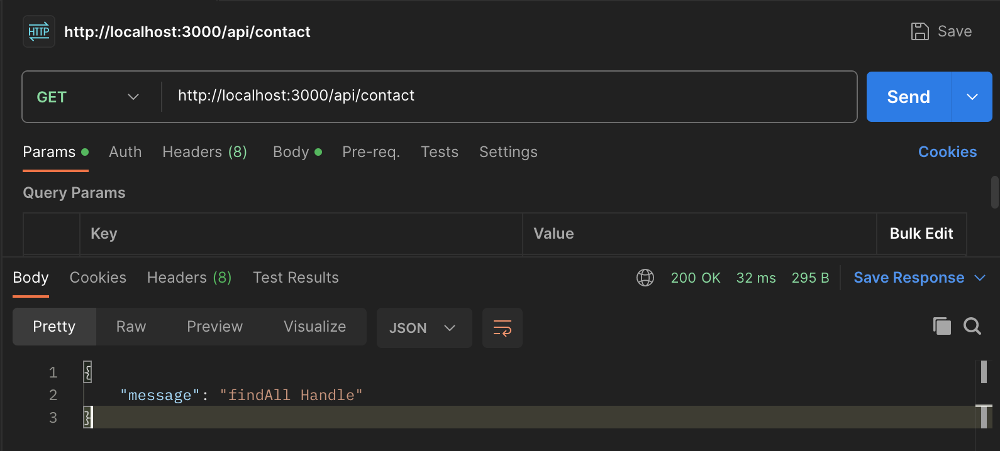 HTTP http://localhost:3000/api/contact Save
GET http://localhost:3000/api/contact Send
Params Auth Headers (8) Body Pre-req. Tests Settings Cookies
Query Params
Key Value Bulk Edit
Body Cookies Headers (8) Test Results 200 OK 32 ms 295 B Save Response
Pretty Raw Preview Visualize JSON
1 {
2 "message": "findAll Handle"
3 }